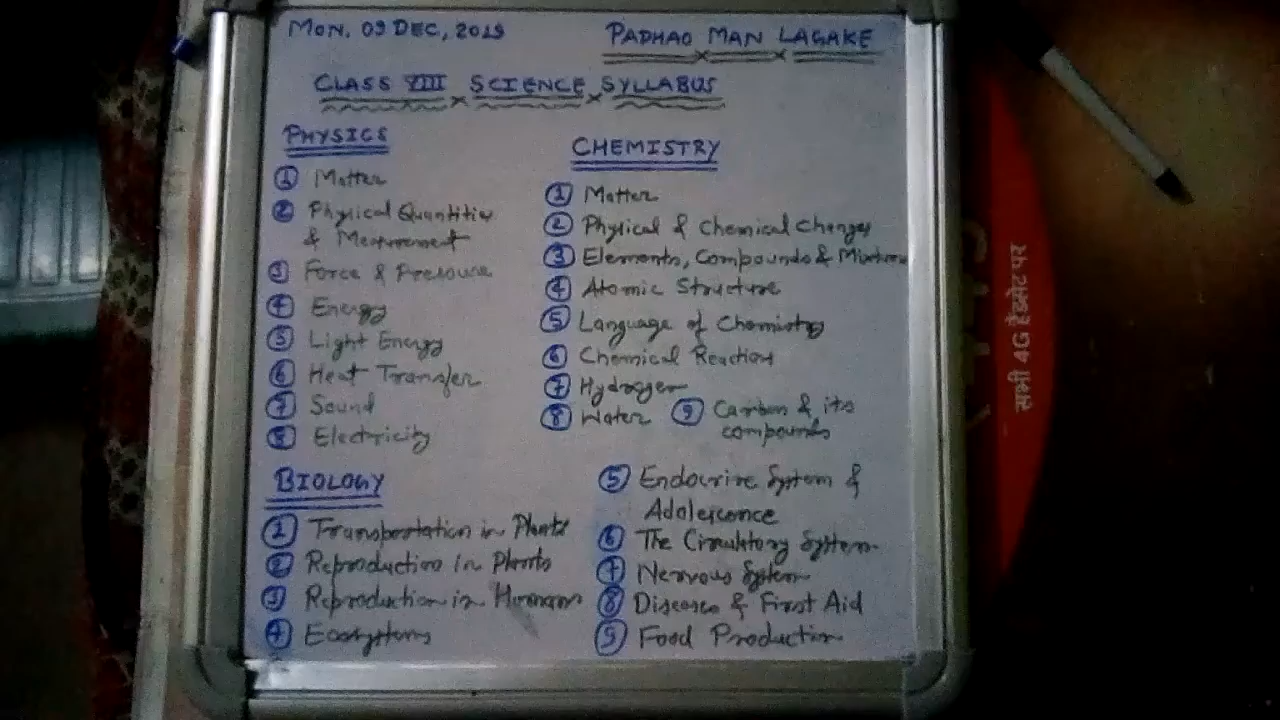 MON. 09 DEC, 2019
PADHAO MAN LAGAKE
CLASS VIII SCIENCE SYLLABUS
PHYSICS
① Matter
② Physical Quantities
& Measurement
③ Force & Pressure
④ Energy
⑤ Light Energy
⑥ Heat Transfer
⑦ Sound
⑧ Electricity
CHEMISTRY
① Matter
② Physical & Chemical Changes
③ Elements, Compounds & Mixtures
④ Atomic Structure
⑤ Language of Chemistry
⑥ Chemical Reaction
⑦ Hydrogen
⑧ Water ⑨ Carbon & its
compounds
BIOLOGY
① Transportation in Plants
② Reproduction in Plants
③ Reproduction in Humans
④ Ecosystems
⑤ Endocrine System &
Adolescence
⑥ The Circulatory System
⑦ Nervous System
⑧ Diseases & First Aid
⑨ Food Production
सभी 4G हैंडसेट पर